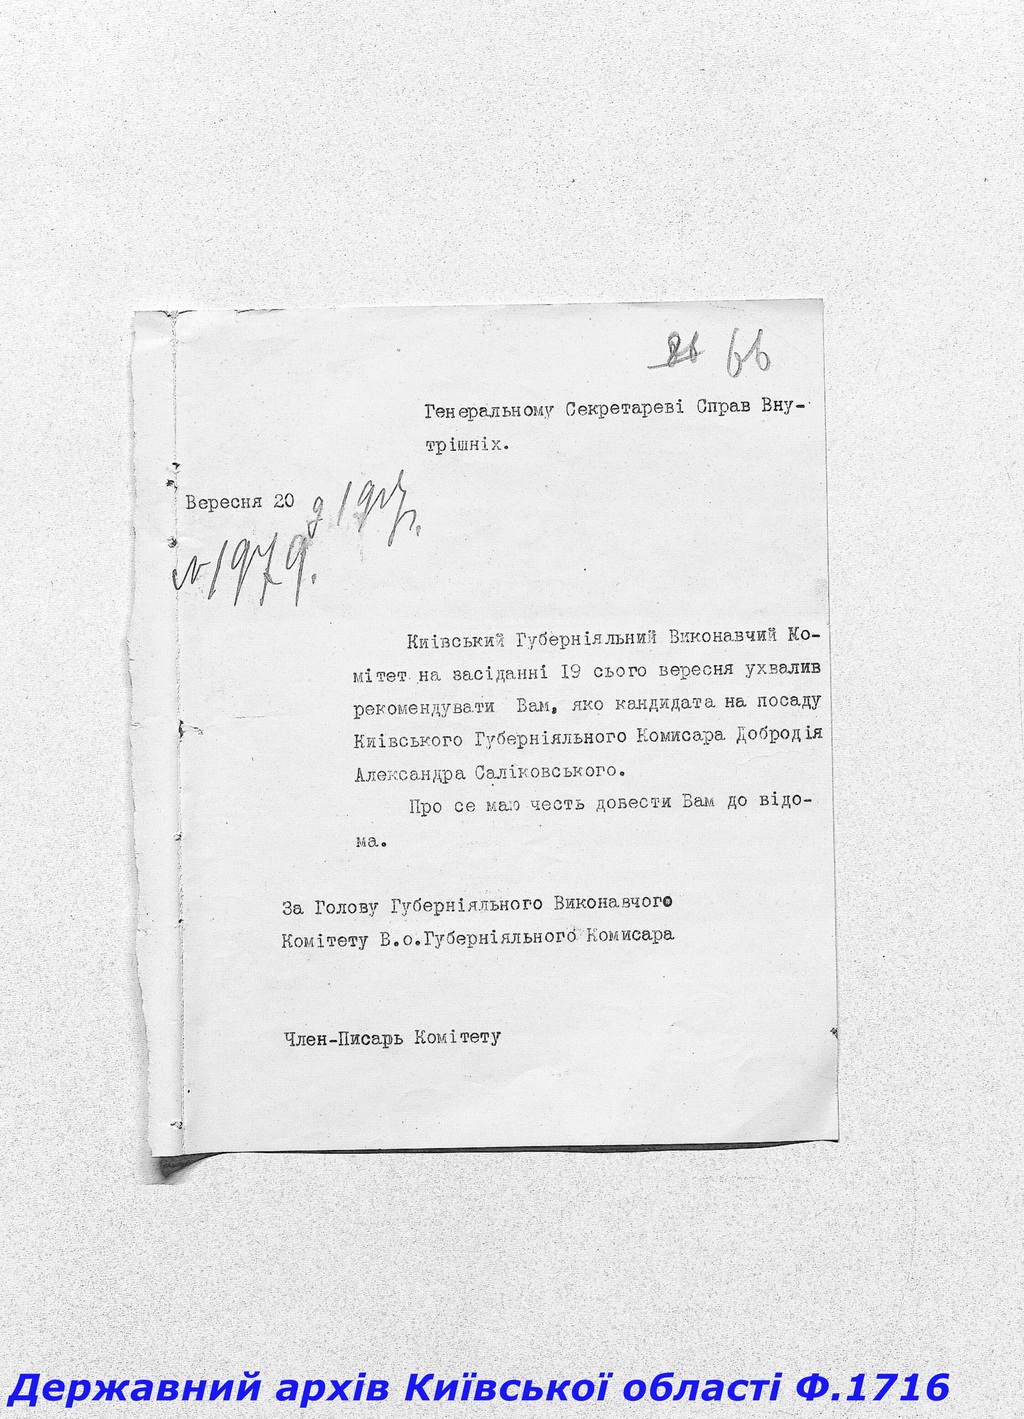 66
Генеральному Секретареві Справ Вну-
трішніх.
Вересня 20 д 1917 г.
№ 1979.
Київський Губерніяльний Виконавчий Ко-
мітет на засіданні 19 сього вересня ухвалив
рекомендувати Вам, яко кандидата на посаду
Київського Губерніяльного Комисара Добродія
Александра Саліковського.
Про се маю честь довести Вам до відо-
ма.
За Голову Губерніяльного Виконавчого
Комітету В.о.Губерніяльного Комисара
Член-Писарь Комітету
Державний архів Київської області Ф.1716